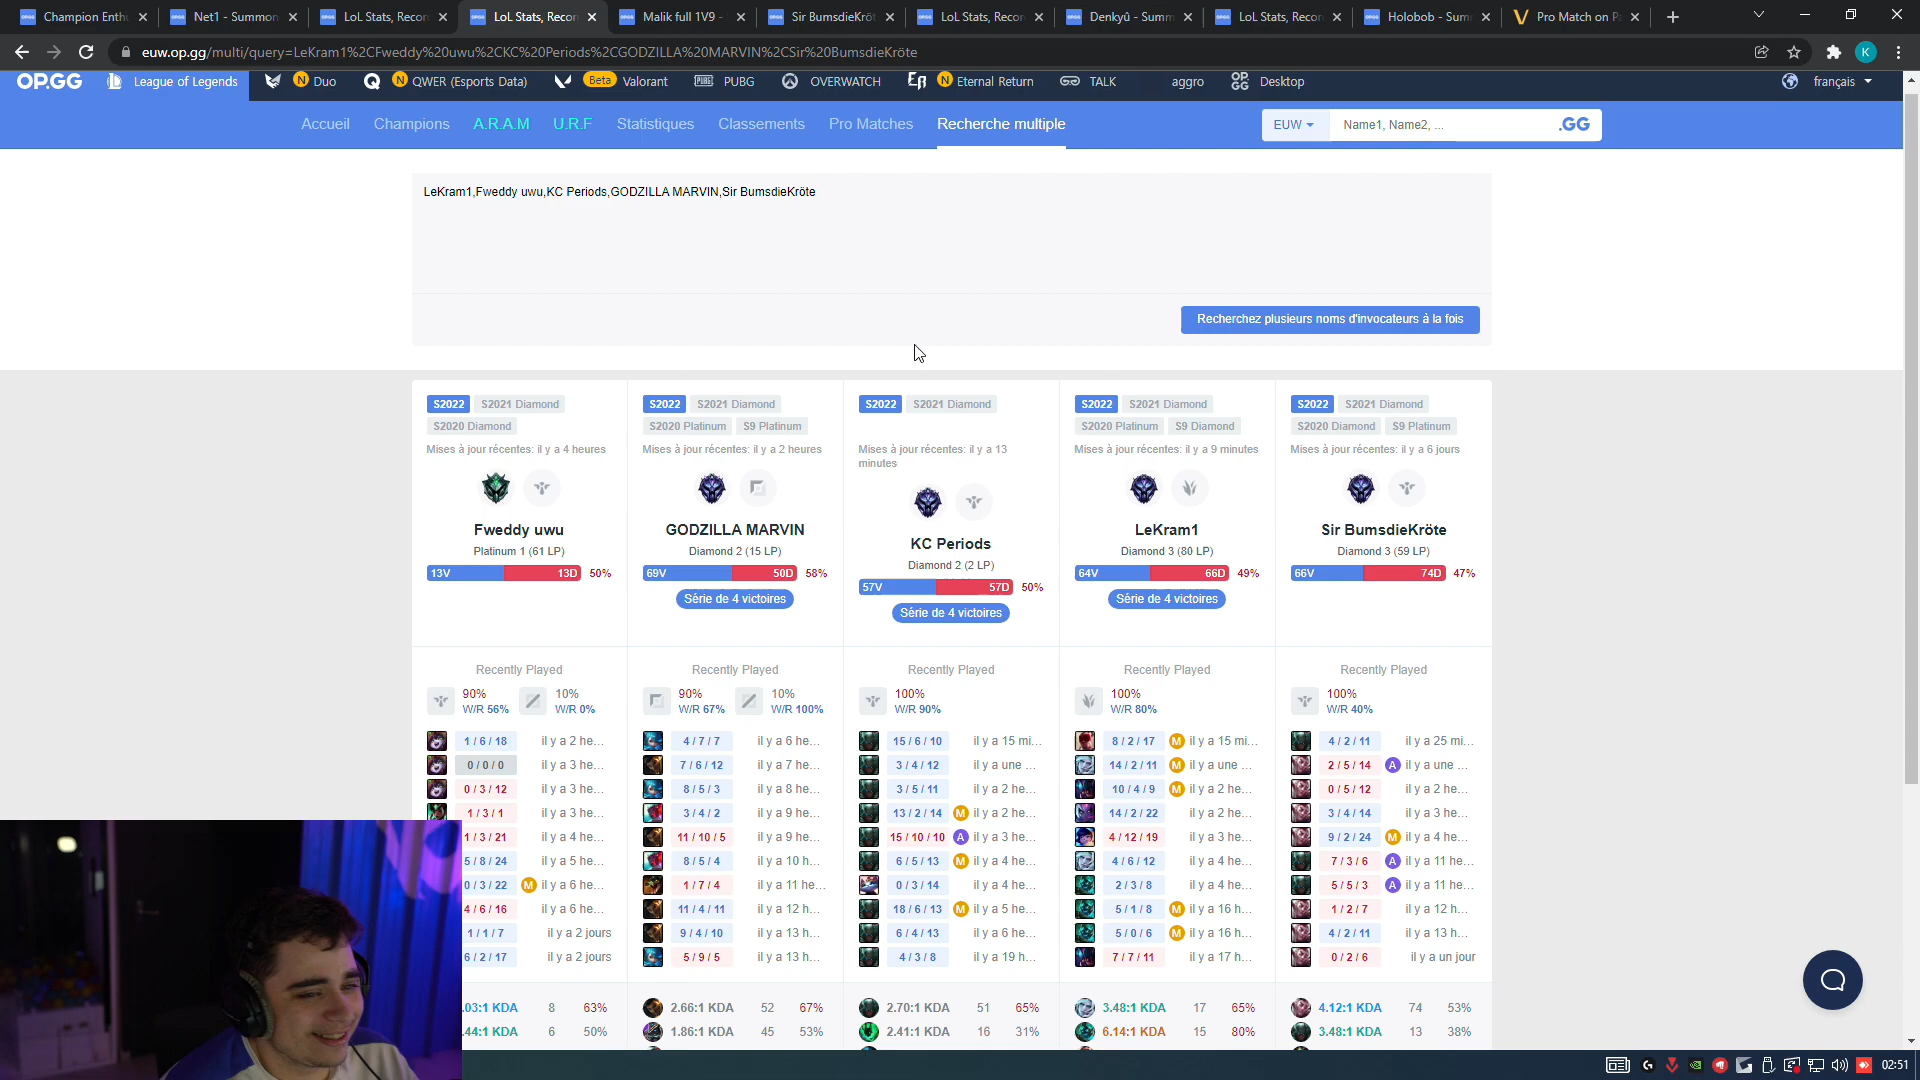 Champion Enth
Net1 - Summon
LoL Stats, Recor
LoL Stats, Recor
Malik full 1V9 -
Sir BumsdieKröt
LoL Stats, Recor
Denkyû - Summ
LoL Stats, Recor
Holobob - Sum
Pro Match on P
euw.op.gg/multi/query=LeKram1%2CFweddy%20uwu%2CKC%20Periods%2CGODZILLA%20MARVIN%2CSir%20BumsdieKröte
K
OP.GG
League of Legends
N Duo
N QWER (Esports Data)
Beta Valorant
PUBG
OVERWATCH
N Eternal Return
TALK
aggro
OP.GG Desktop
français
Accueil
Champions
A.R.A.M
U.R.F
Statistiques
Classements
Pro Matches
Recherche multiple
EUW
Name1, Name2, ...
.GG
LeKram1,Fweddy uwu,KC Periods,GODZILLA MARVIN,Sir BumsdieKröte
Recherchez plusieurs noms d'invocateurs à la fois
S2022 S2021 Diamond
S2020 Diamond
Mises à jour récentes: il y a 4 heures
Fweddy uwu
Platinum 1 (61 LP)
13V 13D 50%
S2022 S2021 Diamond
S2020 Platinum S9 Platinum
Mises à jour récentes: il y a 2 heures
GODZILLA MARVIN
Diamond 2 (15 LP)
69V 50D 58%
Série de 4 victoires
S2022 S2021 Diamond
Mises à jour récentes: il y a 13
minutes
KC Periods
Diamond 2 (2 LP)
57V 57D 50%
Série de 4 victoires
S2022 S2021 Diamond
S2020 Platinum S9 Diamond
Mises à jour récentes: il y a 9 minutes
LeKram1
Diamond 3 (80 LP)
64V 66D 49%
Série de 4 victoires
S2022 S2021 Diamond
S2020 Diamond S9 Platinum
Mises à jour récentes: il y a 6 jours
Sir BumsdieKröte
Diamond 3 (59 LP)
66V 74D 47%
Recently Played
90% 10%
W/R 56% W/R 0%
1 / 6 / 18 il y a 2 he...
0 / 0 / 0 il y a 3 he...
0 / 3 / 12 il y a 3 he...
1 / 3 / 1 il y a 3 he...
1 / 3 / 21 il y a 4 he...
5 / 8 / 24 il y a 5 he...
0 / 3 / 22 M il y a 6 he...
4 / 6 / 16 il y a 6 he...
1 / 1 / 7 il y a 2 jours
6 / 2 / 17 il y a 2 jours
.03:1 KDA 8 63%
.44:1 KDA 6 50%
Recently Played
90% 10%
W/R 67% W/R 100%
4 / 7 / 7 il y a 6 he...
7 / 6 / 12 il y a 7 he...
8 / 5 / 3 il y a 8 he...
3 / 4 / 2 il y a 9 he...
11 / 10 / 5 il y a 9 he...
8 / 5 / 4 il y a 10 h...
1 / 7 / 4 il y a 11 he...
11 / 4 / 11 il y a 12 h...
9 / 4 / 10 il y a 13 h...
5 / 9 / 5 il y a 13 h...
2.66:1 KDA 52 67%
1.86:1 KDA 45 53%
Recently Played
100%
W/R 90%
15 / 6 / 10 il y a 15 mi...
3 / 4 / 12 il y a une ...
3 / 5 / 11 il y a 2 he...
13 / 2 / 14 M il y a 2 he...
15 / 10 / 10 A il y a 3 he...
6 / 5 / 13 M il y a 4 he...
0 / 3 / 14 il y a 4 he...
18 / 6 / 13 M il y a 5 he...
6 / 4 / 13 il y a 6 he...
4 / 3 / 8 il y a 19 h...
2.70:1 KDA 51 65%
2.41:1 KDA 16 31%
Recently Played
100%
W/R 80%
8 / 2 / 17 M il y a 15 mi...
14 / 2 / 11 M il y a une ...
10 / 4 / 9 M il y a 2 he...
14 / 2 / 22 il y a 2 he...
4 / 12 / 19 il y a 3 he...
4 / 6 / 12 il y a 4 he...
2 / 3 / 8 il y a 4 he...
5 / 1 / 8 M il y a 16 h...
5 / 0 / 6 M il y a 16 h...
7 / 7 / 11 il y a 17 h...
3.48:1 KDA 17 65%
6.14:1 KDA 15 80%
Recently Played
100%
W/R 40%
4 / 2 / 11 il y a 25 mi...
2 / 5 / 14 A il y a une ...
0 / 5 / 12 il y a 2 he...
3 / 4 / 14 il y a 3 he...
9 / 2 / 24 M il y a 4 he...
7 / 3 / 6 A il y a 11 he...
5 / 5 / 3 A il y a 11 he...
1 / 2 / 7 il y a 12 h...
4 / 2 / 11 il y a 13 h...
0 / 2 / 6 il y a un jour
4.12:1 KDA 74 53%
3.48:1 KDA 13 38%
02:51